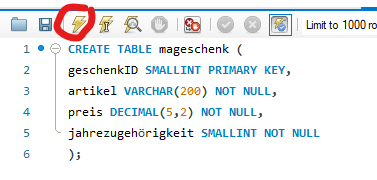 Limit to 1000 ro
1 CREATE TABLE mageschenk (
2 geschenkID SMALLINT PRIMARY KEY,
3 artikel VARCHAR(200) NOT NULL,
4 preis DECIMAL(5,2) NOT NULL,
5 jahrezugehörigkeit SMALLINT NOT NULL
6 );